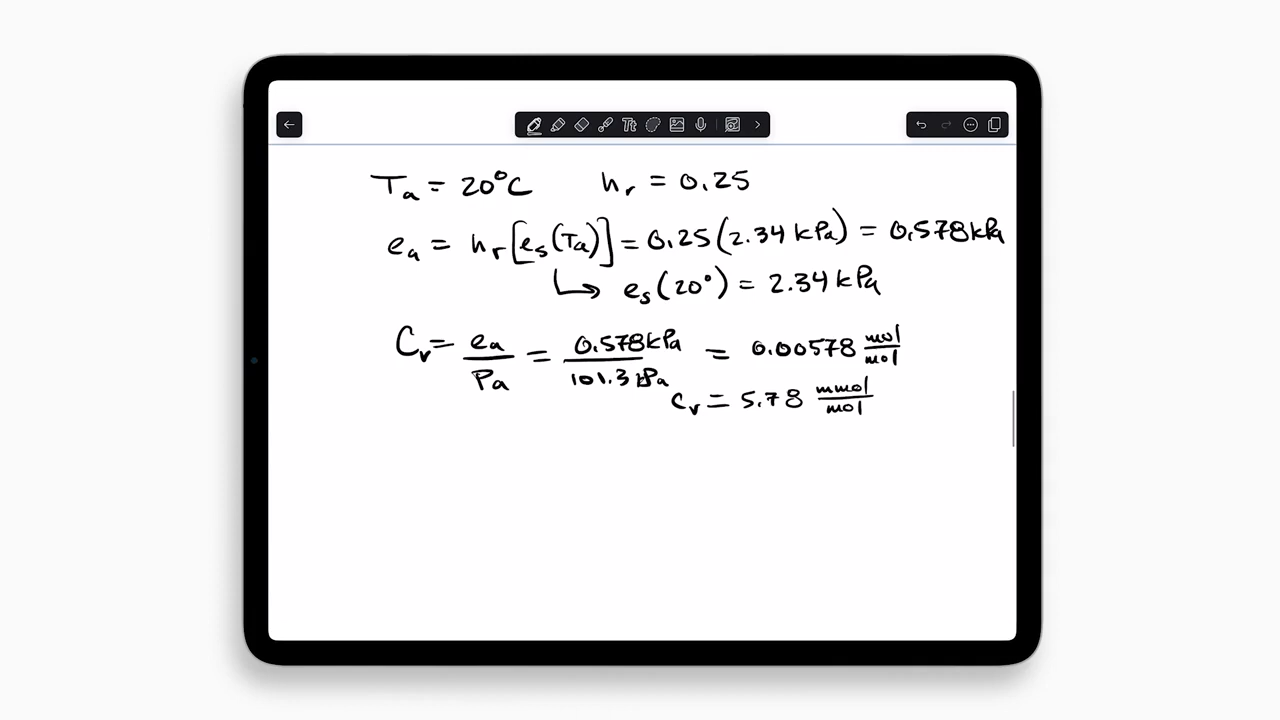 Ta = 20°C hr = 0.25
ea = hr[es(Ta)] = 0.25(2.34 kPa) = 0.578 kPa
↳ es(20°) = 2.34 kPa
Cv = ea/Pa = 0.578 kPa/101.3 kPa = 0.00578 mol/mol
Cv = 5.78 mmol/mol